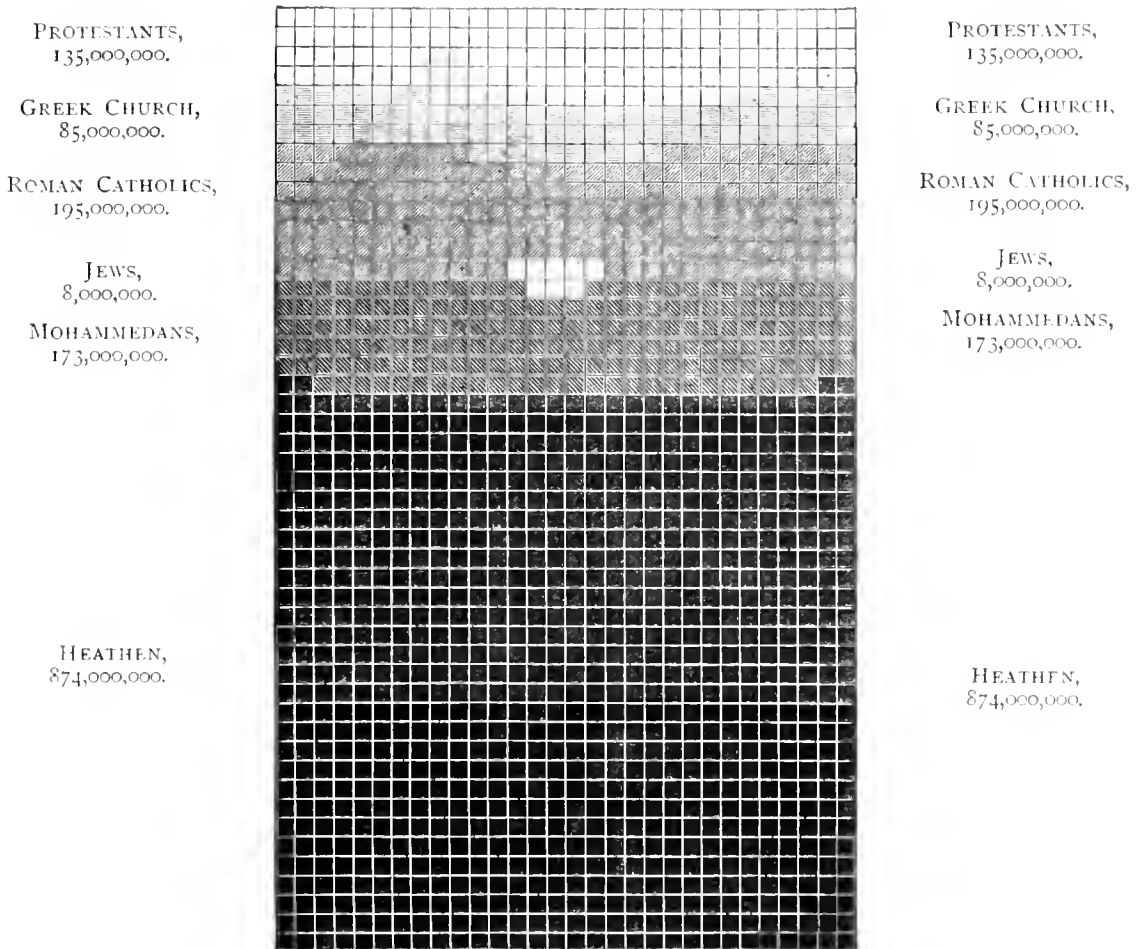 PROTESTANTS,
135,000,000.
GREEK CHURCH,
85,000,000.
ROMAN CATHOLICS,
195,000,000.
JEWS,
8,000,000.
MOHAMMEDANS,
173,000,000.
HEATHEN,
874,000,000.
PROTESTANTS,
135,000,000.
GREEK CHURCH,
85,000,000.
ROMAN CATHOLICS,
195,000,000.
JEWS,
8,000,000.
MOHAMMEDANS,
173,000,000.
HEATHEN,
874,000,000.